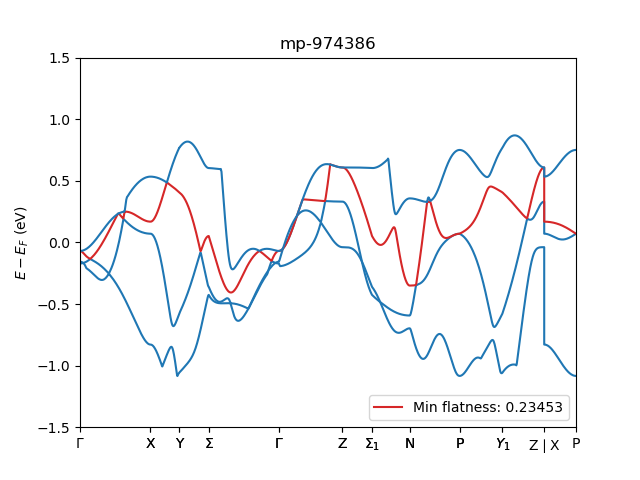 mp-974386
E − E_F (eV)
1.5
1.0
0.5
0.0
−0.5
−1.0
−1.5
Min flatness: 0.23453
Γ X Y Σ Γ Z Σ₁ N P Y₁ Z | X P